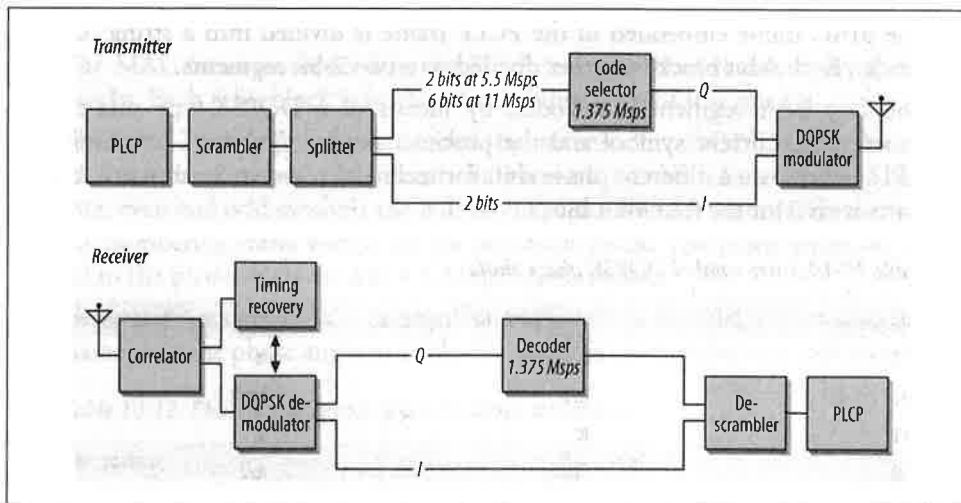 Transmitter
2 bits at 5.5 Msps
6 bits at 11 Msps
Code
selector
1.375 Msps
Q
PLCP
Scrambler
Splitter
DQPSK
modulator
2 bits
I
Receiver
Timing
recovery
Correlator
Q
Decoder
1.375 Msps
DQPSK de-
modulator
De-
scrambler
PLCP
I